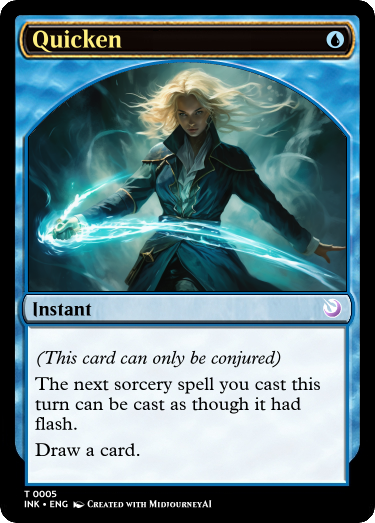 Quicken
Instant
(This card can only be conjured)
The next sorcery spell you cast this
turn can be cast as though it had
flash.
Draw a card.
T 0005
INK • ENG Created with MidjourneyAI